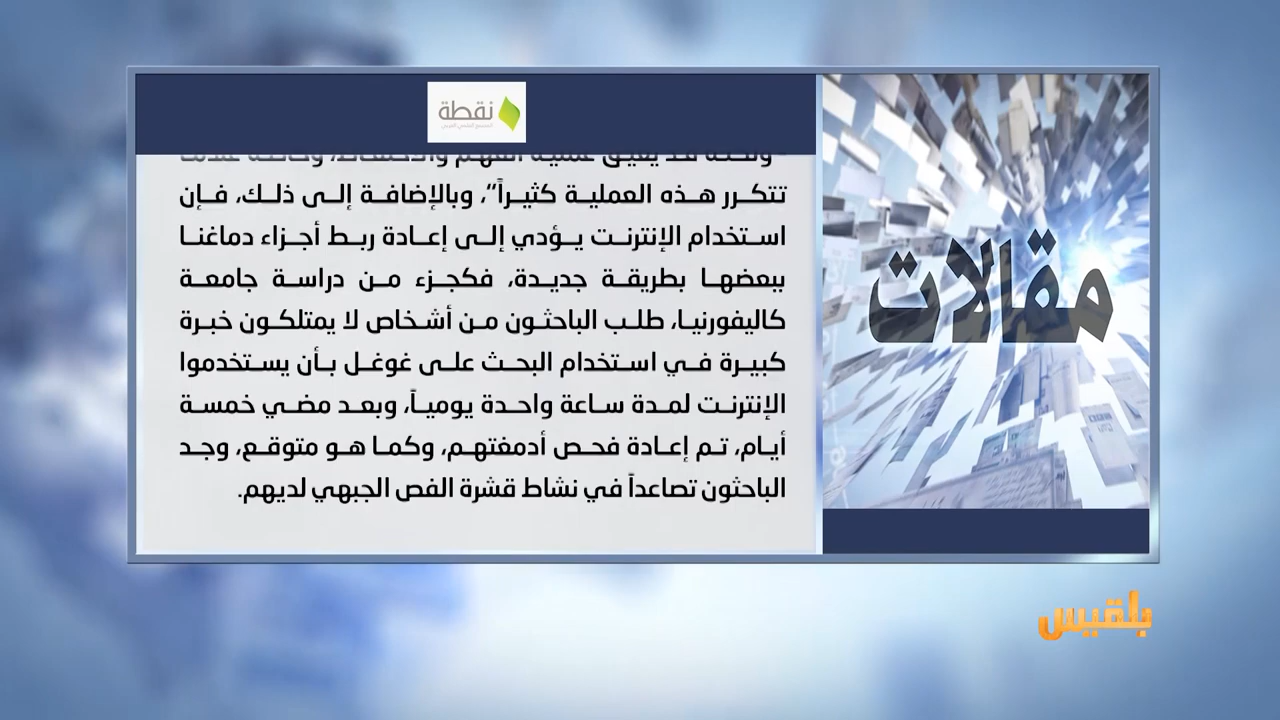 نقطة
تتكرر هذه العملية كثيراً"، وبالإضافة إلى ذلك، فإن
استخدام الإنترنت يؤدي إلى إعادة ربط أجزاء دماغنا
ببعضها بطريقة جديدة، فكجزء من دراسة جامعة
كاليفورنيا، طلب الباحثون من أشخاص لا يمتلكون خبرة
كبيرة في استخدام البحث على غوغل بأن يستخدموا
الإنترنت لمدة ساعة واحدة يومياً، وبعد مضي خمسة
أيام، تم إعادة فحص أدمغتهم، وكما هو متوقع، وجد
الباحثون تصاعداً في نشاط قشرة الفص الجبهي لديهم.
مقالات
بلقيس